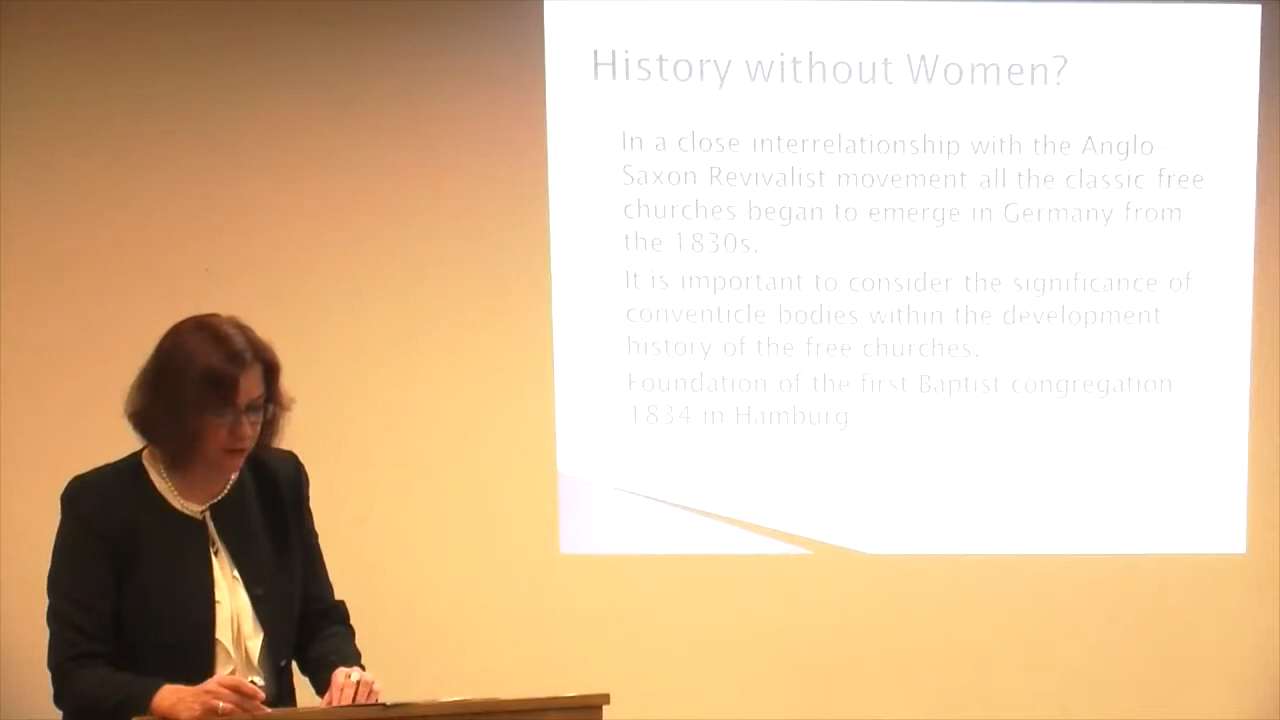 History without Women?
In a close interrelationship with the Anglo-
Saxon Revivalist movement all the classic free
churches began to emerge in Germany from
the 1830s.
It is important to consider the significance of
conventicle bodies within the development
history of the free churches.
Foundation of the first Baptist congregation
1834 in Hamburg